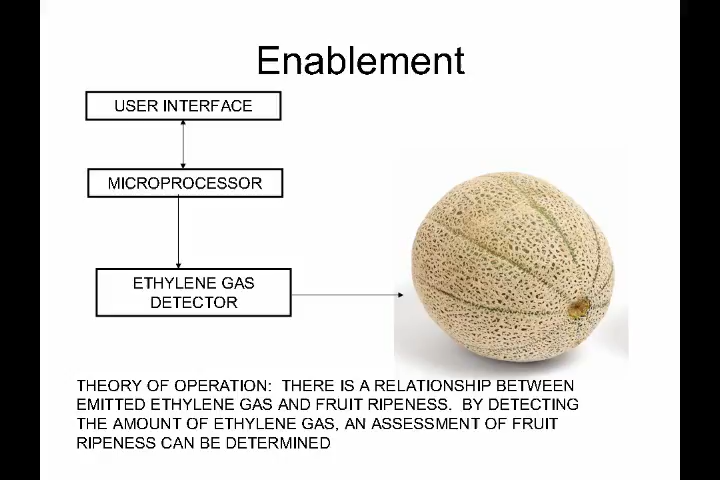 Enablement
USER INTERFACE
MICROPROCESSOR
ETHYLENE GAS
DETECTOR
THEORY OF OPERATION:  THERE IS A RELATIONSHIP BETWEEN
EMITTED ETHYLENE GAS AND FRUIT RIPENESS.  BY DETECTING
THE AMOUNT OF ETHYLENE GAS, AN ASSESSMENT OF FRUIT
RIPENESS CAN BE DETERMINED